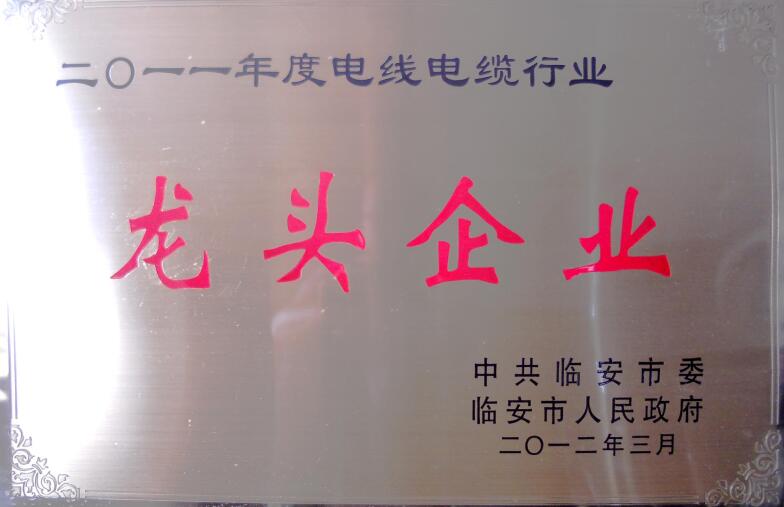 二〇一一年度电线电缆行业
龙头企业
中共临安市委
临安市人民政府
二〇一二年三月